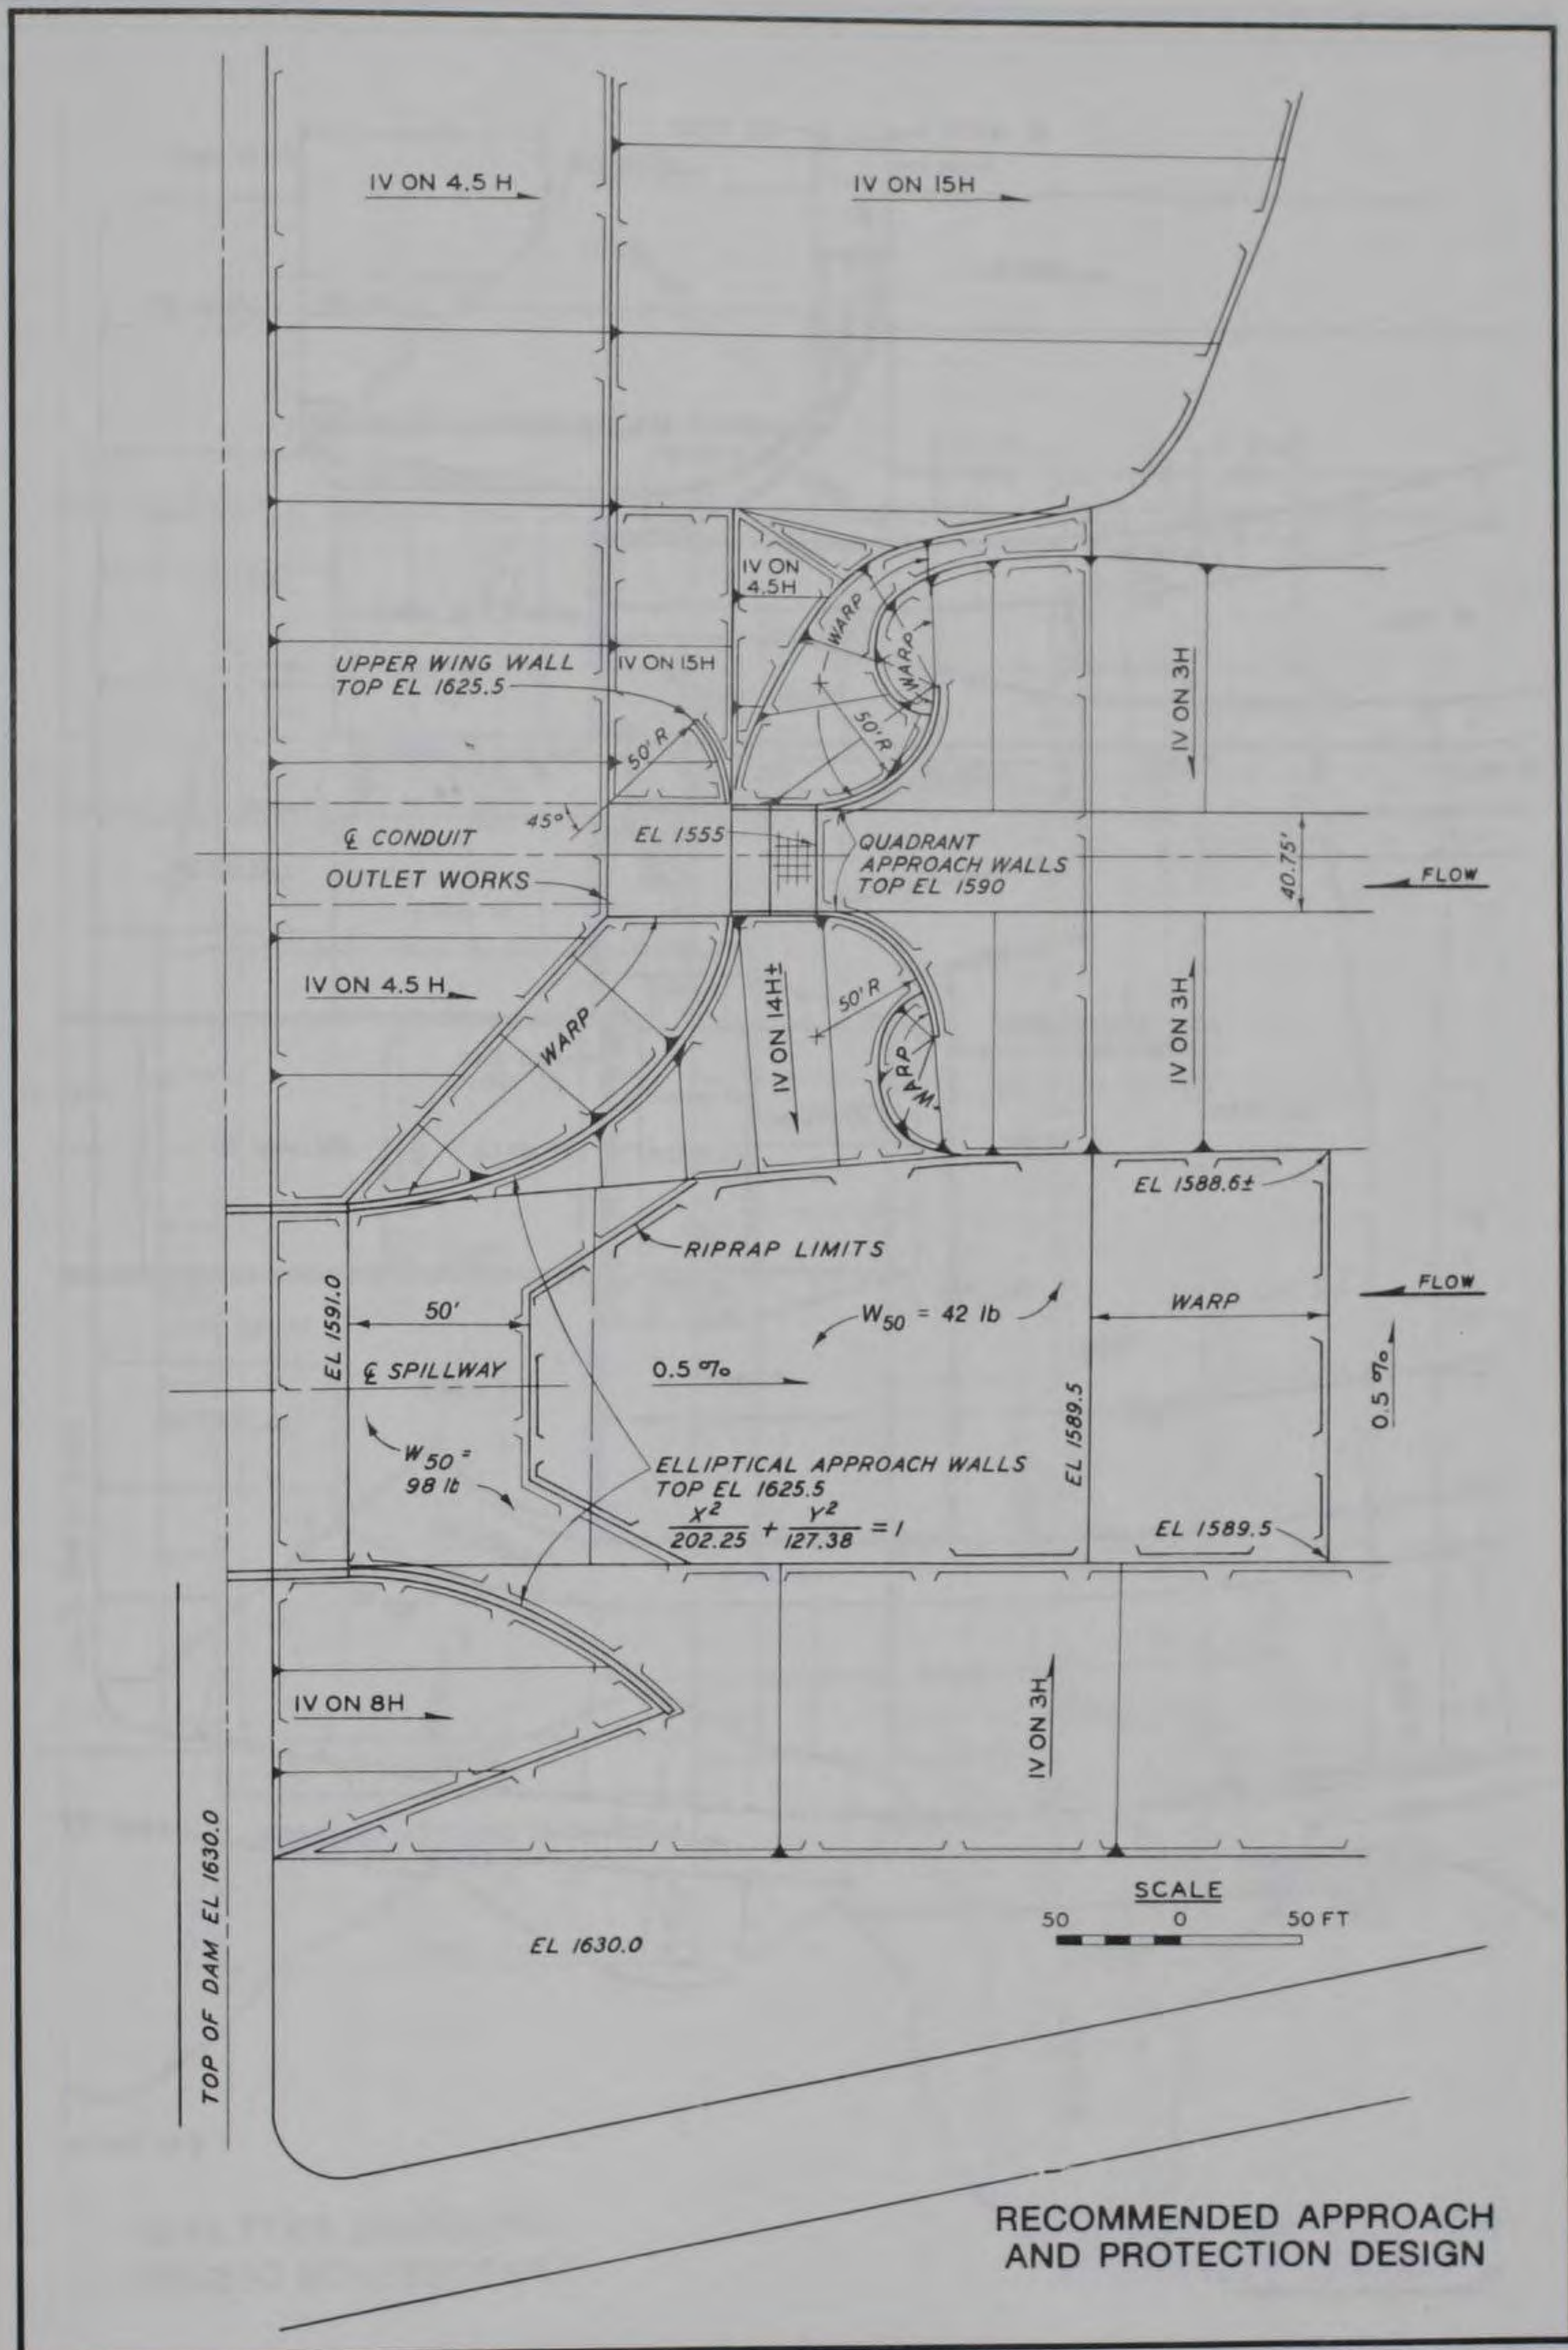 IV ON 4.5 H
IV ON 15H
IV ON
4.5H
WARP
WARP
UPPER WING WALL
TOP EL 1625.5
IV ON 15H
IV ON 3H
50' R
50' R
45°
EL 1555
℄ CONDUIT
OUTLET WORKS
QUADRANT
APPROACH WALLS
TOP EL 1590
40.75'
FLOW
IV ON 4.5 H
WARP
IV ON 14H±
50' R
WARP
IV ON 3H
EL 1588.6±
RIPRAP LIMITS
EL 1591.0
50'
W50 = 42 lb
WARP
FLOW
℄ SPILLWAY
0.5 %
EL 1589.5
0.5 %
W50 =
98 lb
ELLIPTICAL APPROACH WALLS
TOP EL 1625.5
X²/202.25 + Y²/127.38 = 1
EL 1589.5
IV ON 8H
IV ON 3H
TOP OF DAM EL 1630.0
SCALE
50 0 50 FT
EL 1630.0
RECOMMENDED APPROACH
AND PROTECTION DESIGN